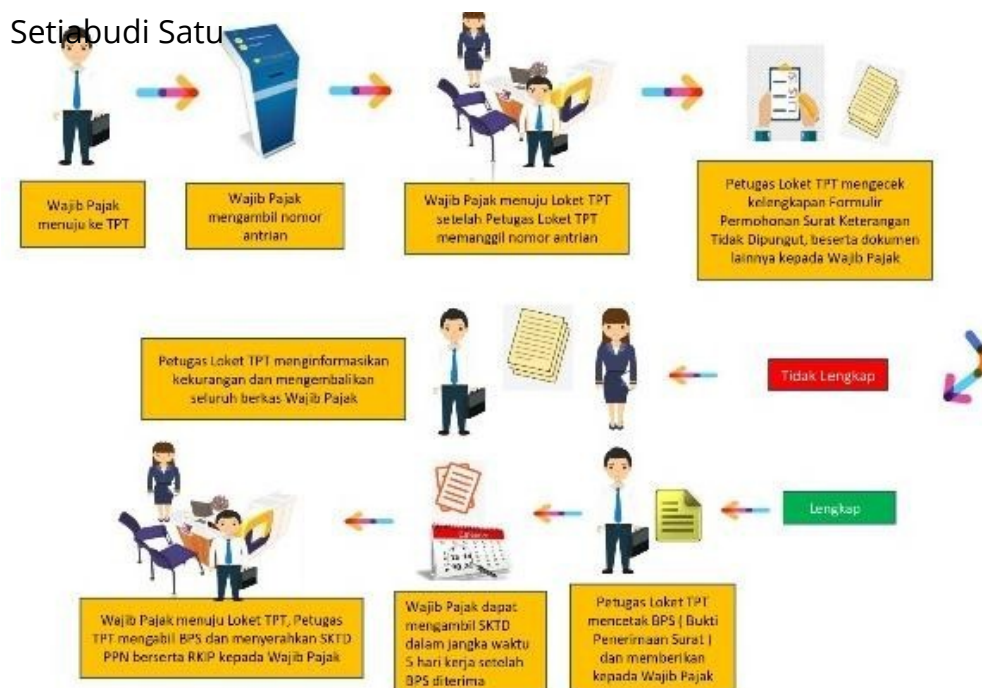 Setiabudi Satu
Wajib Pajak
menuju ke TPT
Wajib Pajak
mengambil nomor
antrian
Wajib Pajak menuju Loket TPT
setelah Petugas Loket TPT
memanggil nomor antrian
Petugas Loket TPT mengecek
kelengkapan Formulir
Permohonan Surat Keterangan
Tidak Dipungut, beserta dokumen
lainnya kepada Wajib Pajak
Tidak Lengkap
Petugas Loket TPT menginformasikan
kekurangan dan mengembalikan
seluruh berkas Wajib Pajak
Lengkap
Petugas Loket TPT
mencetak BPS ( Bukti
Penerimaan Surat )
dan memberikan
kepada Wajib Pajak
Wajib Pajak dapat
mengambil SKTD
dalam jangka waktu
5 hari kerja setelah
BPS diterima
Wajib Pajak menuju Loket TPT, Petugas
TPT mengabil BPS dan menyerahkan SKTD
PPN berserta RKIP kepada Wajib Pajak